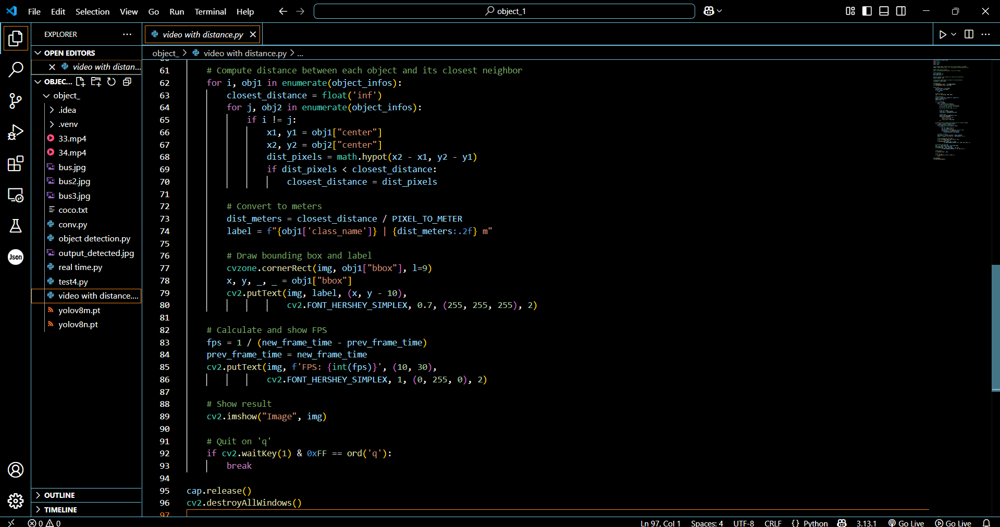 File Edit Selection View Go Run Terminal Help
object_1
EXPLORER
OPEN EDITORS
video with distan...
OBJEC...
object_
.idea
.venv
33.mp4
34.mp4
bus.jpg
bus2.jpg
bus3.jpg
coco.txt
conv.py
object detection.py
output_detected.jpg
real time.py
test4.py
video with distance....
yolov8m.pt
yolov8n.pt
OUTLINE
TIMELINE
Json
video with distance.py
object_ > video with distance.py > ...
61 # Compute distance between each object and its closest neighbor
62 for i, obj1 in enumerate(object_infos):
63 closest_distance = float('inf')
64 for j, obj2 in enumerate(object_infos):
65 if i != j:
66 x1, y1 = obj1["center"]
67 x2, y2 = obj2["center"]
68 dist_pixels = math.hypot(x2 - x1, y2 - y1)
69 if dist_pixels < closest_distance:
70 closest_distance = dist_pixels
71
72 # Convert to meters
73 dist_meters = closest_distance / PIXEL_TO_METER
74 label = f"{obj1['class_name']} | {dist_meters:.2f} m"
75
76 # Draw bounding box and label
77 cvzone.cornerRect(img, obj1["bbox"], l=9)
78 x, y, _, _ = obj1["bbox"]
79 cv2.putText(img, label, (x, y - 10),
80 cv2.FONT_HERSHEY_SIMPLEX, 0.7, (255, 255, 255), 2)
81
82 # Calculate and show FPS
83 fps = 1 / (new_frame_time - prev_frame_time)
84 prev_frame_time = new_frame_time
85 cv2.putText(img, f'FPS: {int(fps)}', (10, 30),
86 cv2.FONT_HERSHEY_SIMPLEX, 1, (0, 255, 0), 2)
87
88 # Show result
89 cv2.imshow("Image", img)
90
91 # Quit on 'q'
92 if cv2.waitKey(1) & 0xFF == ord('q'):
93 break
94
95 cap.release()
96 cv2.destroyAllWindows()
97
0 0
Ln 97, Col 1 Spaces: 4 UTF-8 CRLF {} Python 3.13.1 Go Live Go Live